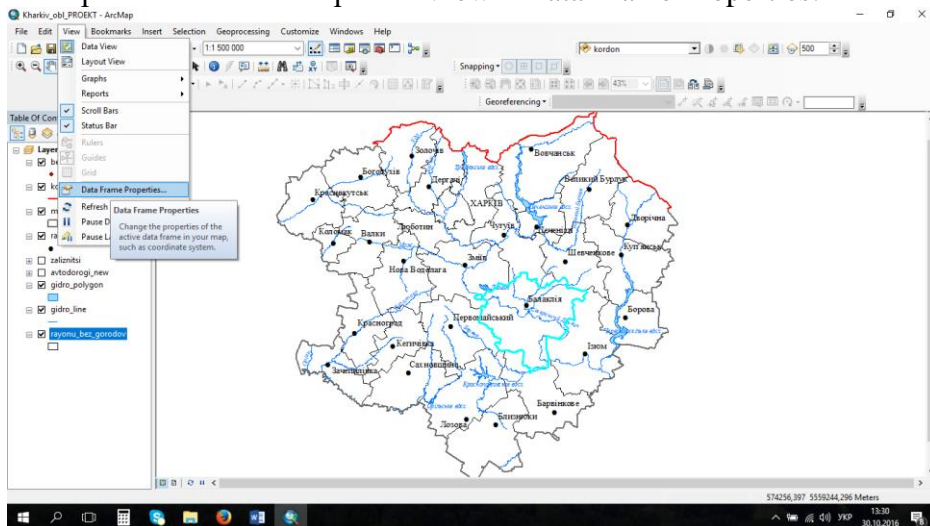 View Data Frame Properties.
Kharkiv_obl_PROEKT - ArcMap
File Edit View Bookmarks Insert Selection Geoprocessing Customize Windows Help
1:1 500 000
kordon
500
Snapping
43%
Georeferencing
Table Of Con
Data View
Layout View
Graphs
Reports
Scroll Bars
Status Bar
Rulers
Guides
Grid
Data Frame Properties...
Refresh
Pause D
Pause La
Data Frame Properties
Change the properties of the
active data frame in your map,
such as coordinate system.
Layer
zaliznitsi
avtodorogi_new
gidro_polygon
gidro_line
rayonu_bez_gorodov
Золочів
Вовчанськ
Богодухів
Дергачі
Великий Бурлук
Краснокутськ
ХАРКІВ
Дворічна
Коломак
Валки
Люботин
Чугуїв
Печеніги
Шевченкове
Куп'янськ
Зміїв
Нова Водолага
Балаклія
Борова
Первомайський
Красноград
Кегичівка
Ізюм
Зачепилівка
Сахновщина
Барвінкове
Близнюки
Лозова
574256,397 5559244,296 Meters
УКР
13:30
30.10.2016